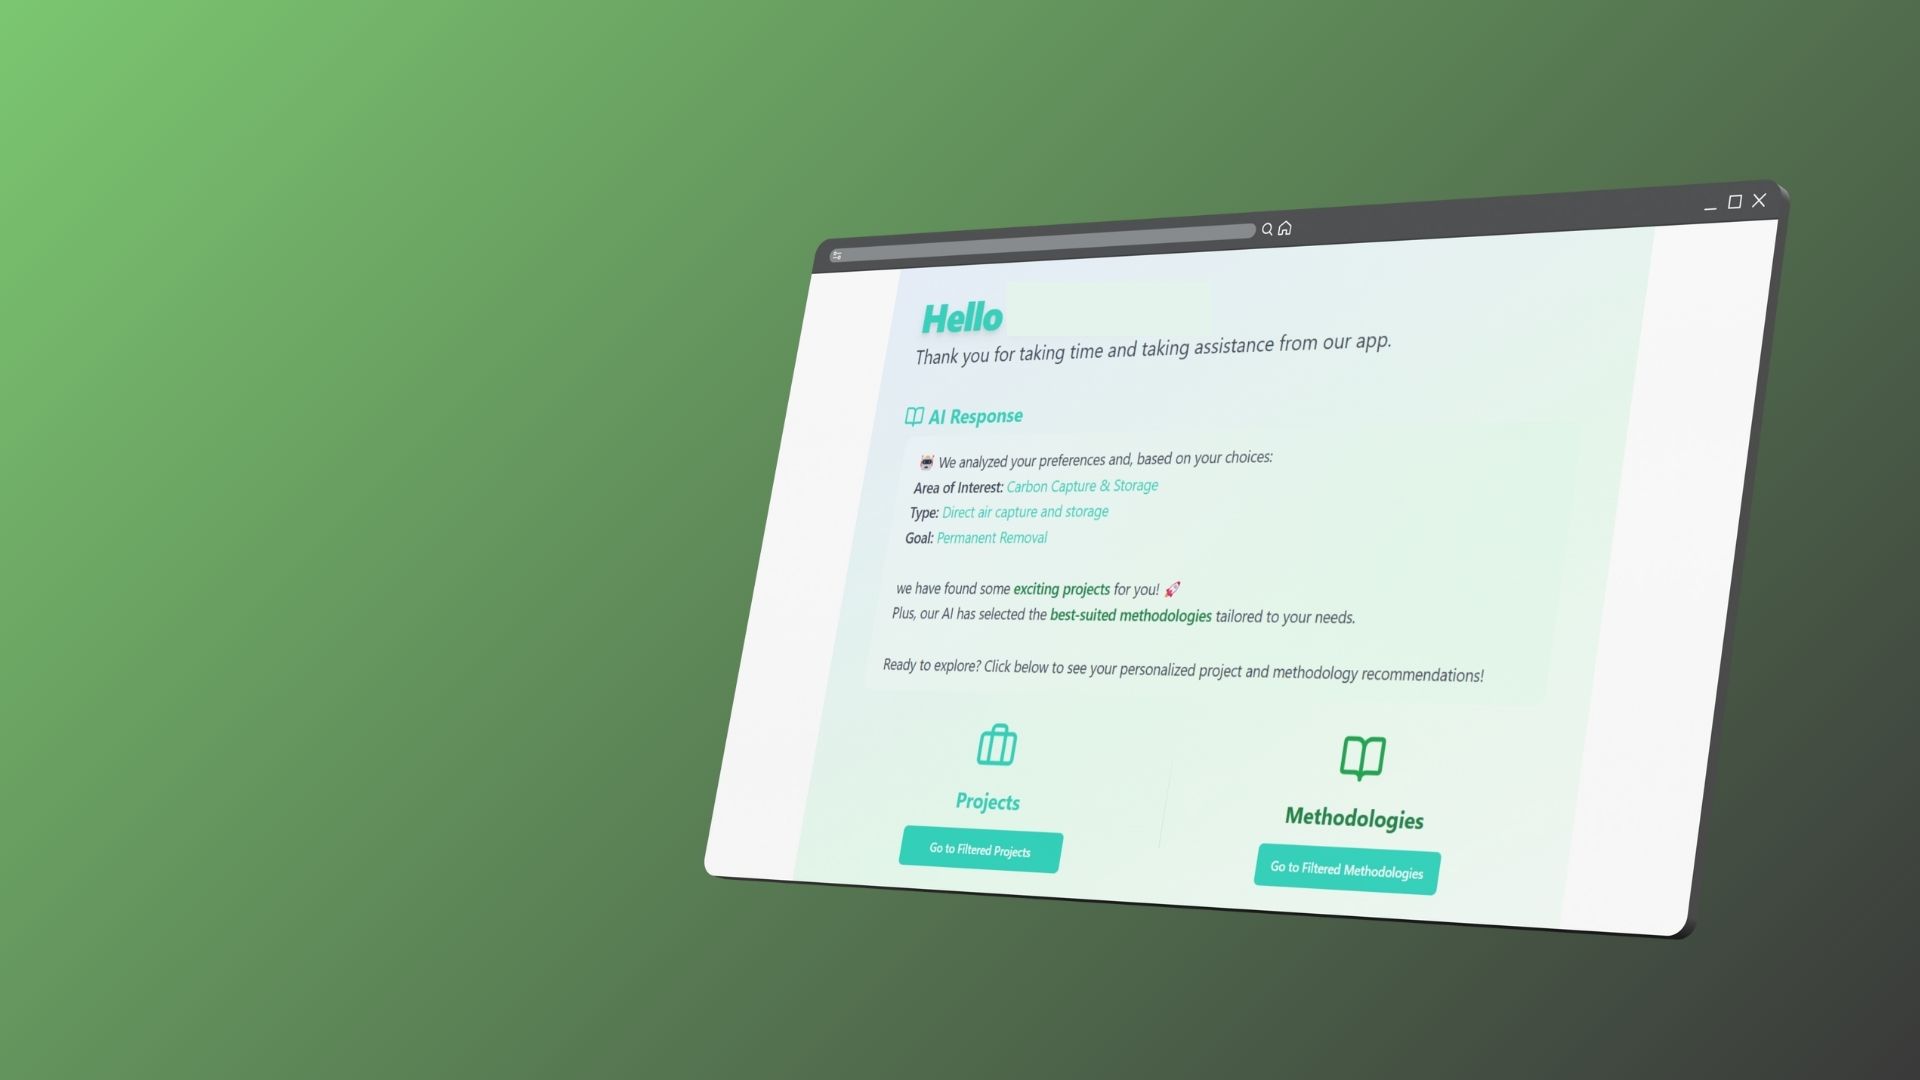 Hello
Thank you for taking time and taking assistance from our app.
AI Response
We analyzed your preferences and, based on your choices:
Area of Interest: Carbon Capture & Storage
Type: Direct air capture and storage
Goal: Permanent Removal
we have found some exciting projects for you!
Plus, our AI has selected the best-suited methodologies tailored to your needs.
Ready to explore? Click below to see your personalized project and methodology recommendations!
Projects
Go to Filtered Projects
Methodologies
Go to Filtered Methodologies